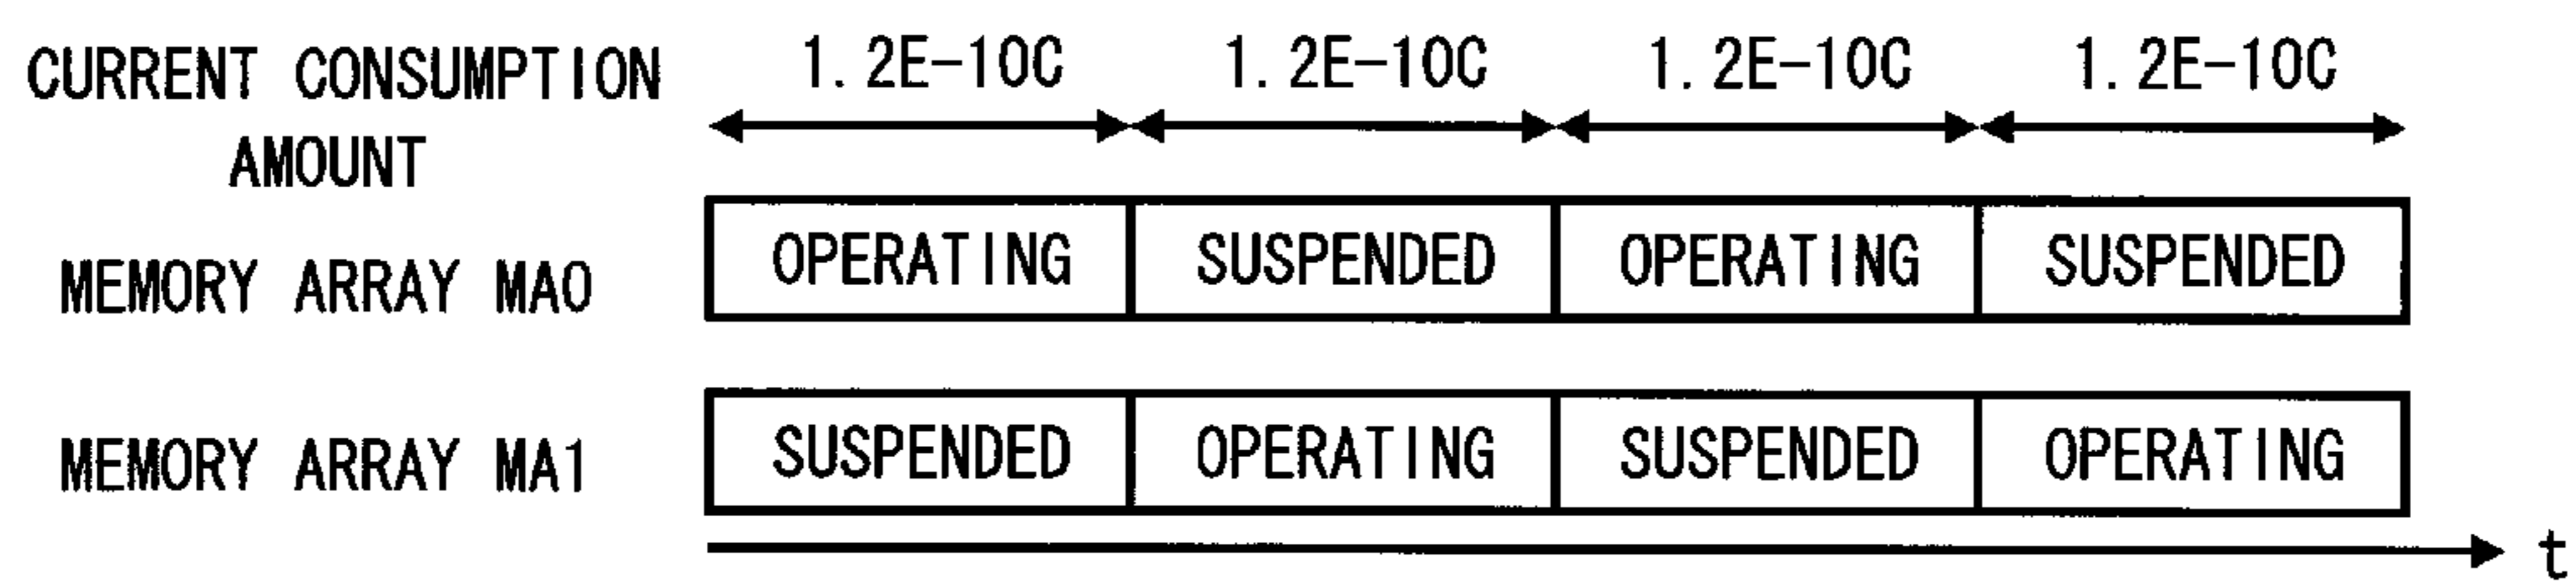 CURRENT CONSUMPTION
AMOUNT
1.2E-10C 1.2E-10C 1.2E-10C 1.2E-10C
MEMORY ARRAY MA0
OPERATING SUSPENDED OPERATING SUSPENDED
MEMORY ARRAY MA1
SUSPENDED OPERATING SUSPENDED OPERATING
t